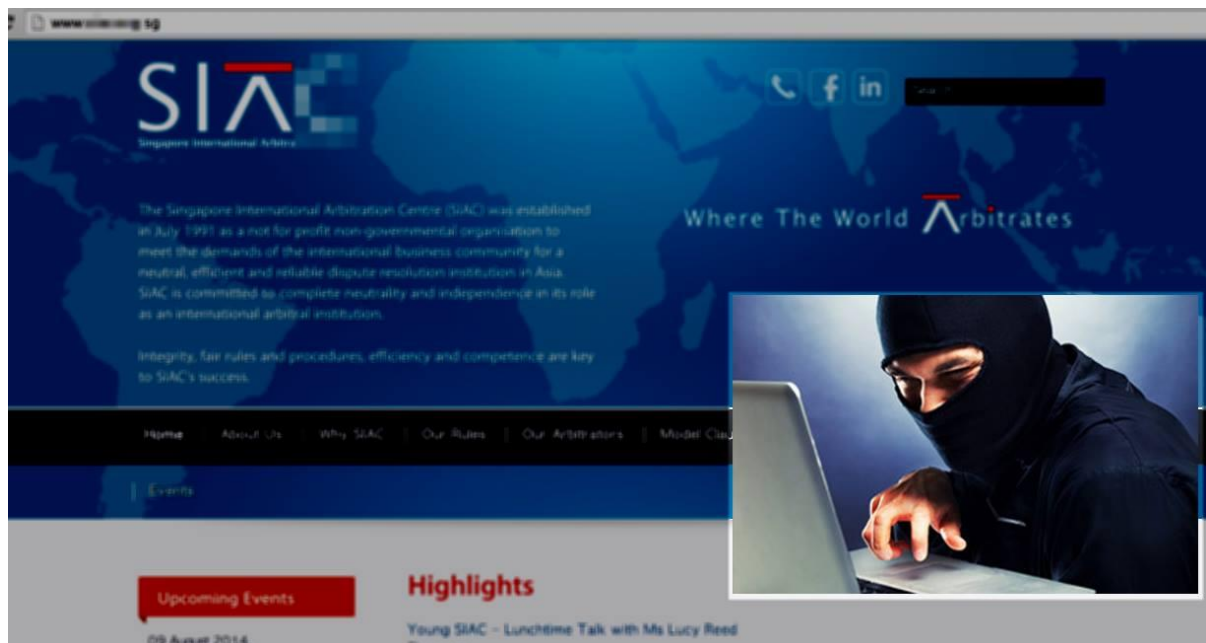 www sg
SIAC
Singapore International Arbitra
The Singapore International Arbitration Centre (SIAC) was established
in July 1991 as a not for profit non-governmental organisation to
meet the demands of the international business community for a
neutral, efficient and reliable dispute resolution institution in Asia.
SIAC is committed to complete neutrality and independence in its role
as an international arbitral institution.
Integrity, fair rules and procedures, efficiency and competence are key
to SIAC's success.
f in Search
Where The World Arbitrates
Home About Us Why SIAC Our Rules Our Arbitrators Model Clau
Events
Upcoming Events
09 August 2014
Highlights
Young SIAC - Lunchtime Talk with Ms Lucy Reed